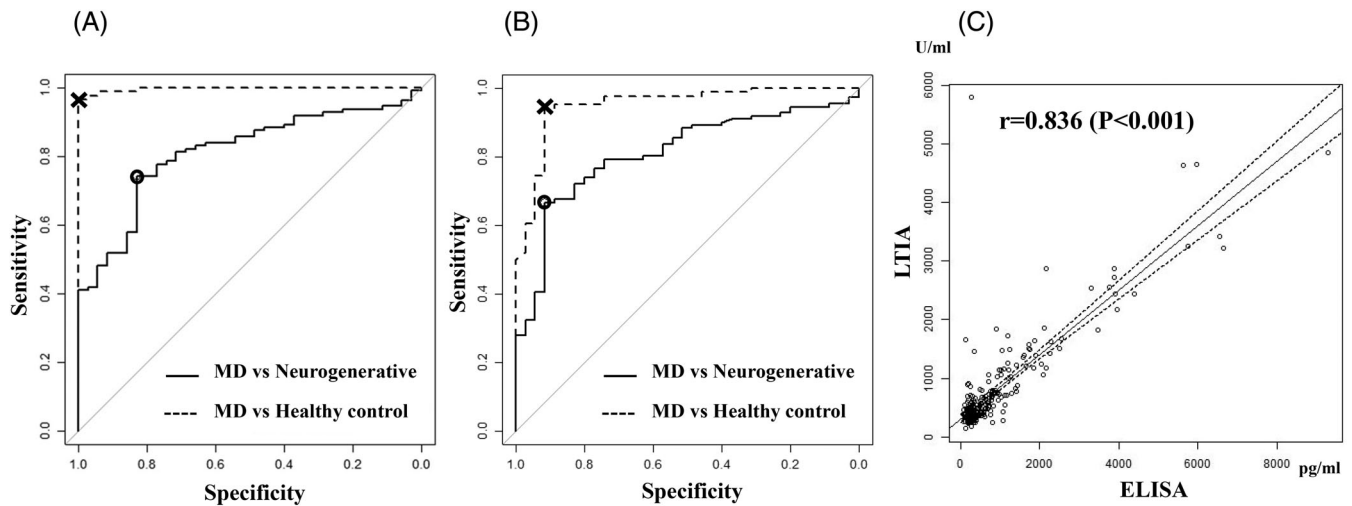 (A)
1.0
0.8
0.6
0.4
0.2
0.0
Sensitivity
MD vs Neurogenerative
MD vs Healthy control
1.0 0.8 0.6 0.4 0.2 0.0
Specificity
(B)
1.0
0.8
0.6
0.4
0.2
0.0
Sensitivity
MD vs Neurogenerative
MD vs Healthy control
1.0 0.8 0.6 0.4 0.2 0.0
Specificity
(C)
U/ml
6000
5000
4000
3000
2000
1000
0
LTIA
r=0.836 (P<0.001)
0 2000 4000 6000 8000 pg/ml
ELISA